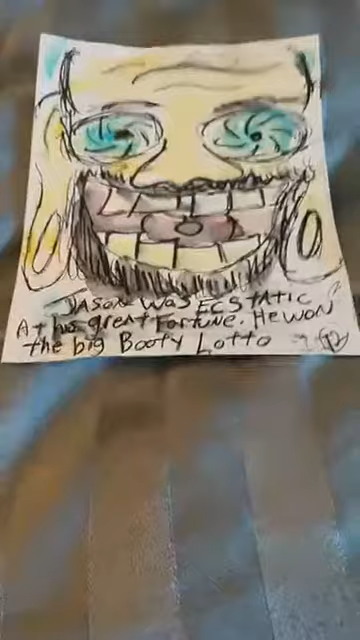 JASON WAS ECSTATIC
At his great Fortune. He won
the big Booty Lotto